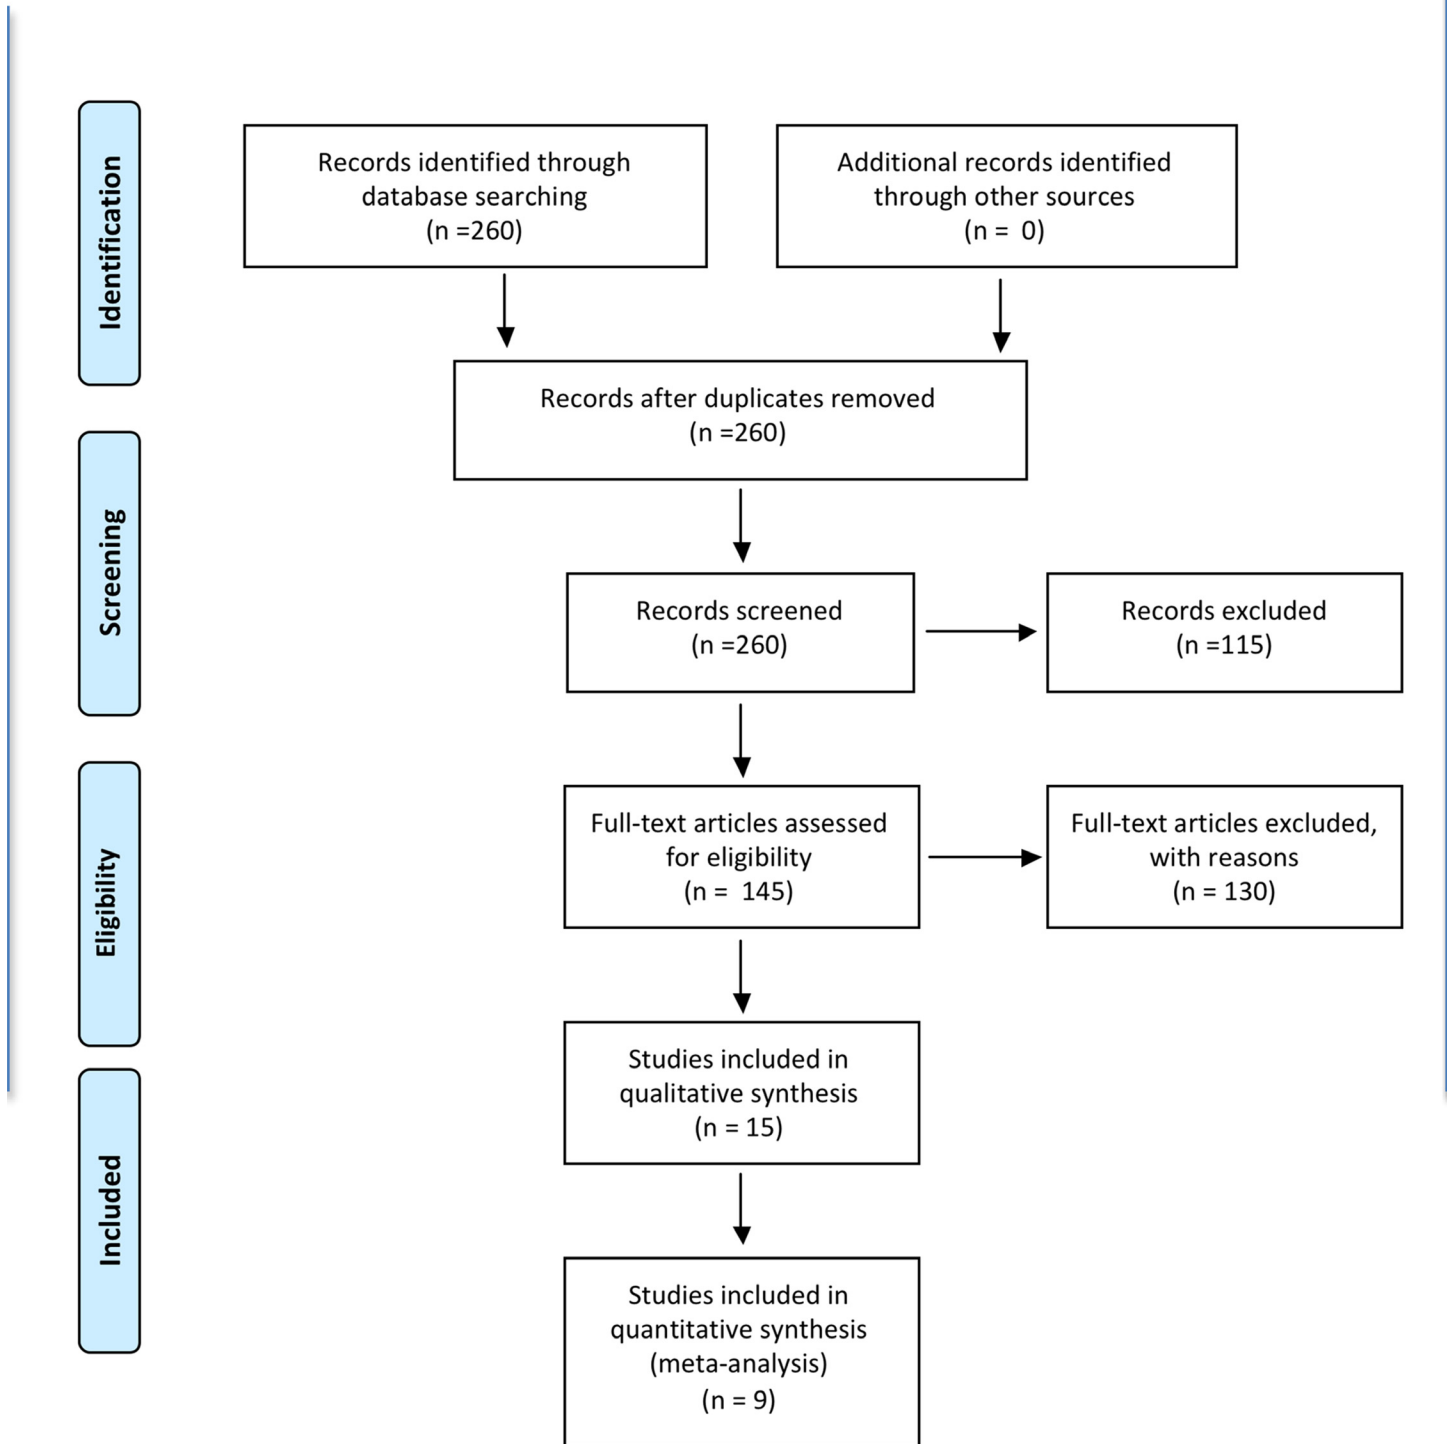 Identification
Records identified through
database searching
(n =260)
Additional records identified
through other sources
(n =  0)
Records after duplicates removed
(n =260)
Screening
Records screened
(n =260)
Records excluded
(n =115)
Eligibility
Full-text articles assessed
for eligibility
(n =  145)
Full-text articles excluded,
with reasons
(n = 130)
Included
Studies included in
qualitative synthesis
(n = 15)
Studies included in
quantitative synthesis
(meta-analysis)
(n = 9)